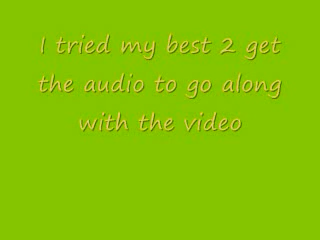 I tried my best 2 get
the audio to go along
with the video